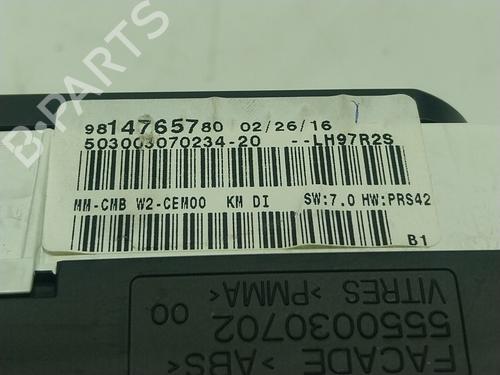 B-PARTS
9814765780 02/26/16
503003070234-20 --LH97R2S
MM-CMB W2-CEM00 KM DI SW:7.0 HW:PRS42
B1
VITRES >PMMA<
5550030702 00
FACADE >ABS<